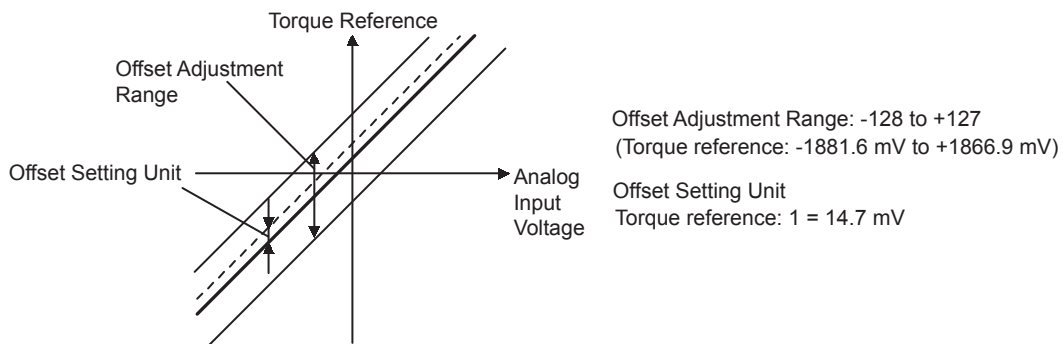 Torque Reference
Offset Adjustment
Range
Offset Setting Unit
Analog
Input
Voltage
Offset Adjustment Range: -128 to +127
(Torque reference: -1881.6 mV to +1866.9 mV)
Offset Setting Unit
Torque reference: 1 = 14.7 mV